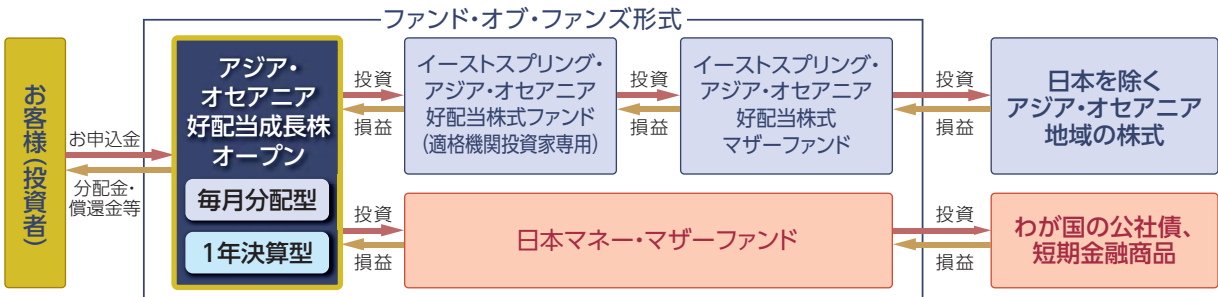 ファンド・オブ・ファンズ形式
お客様(投資者)
お申込金
分配金・
償還金等
アジア・
オセアニア
好配当成長株
オープン
毎月分配型
1年決算型
投資
損益
イーストスプリング・
アジア・オセアニア
好配当株式ファンド
(適格機関投資家専用)
投資
損益
イーストスプリング・
アジア・オセアニア
好配当株式
マザーファンド
投資
損益
日本を除く
アジア・オセアニア
地域の株式
投資
損益
日本マネー・マザーファンド
投資
損益
わが国の公社債、
短期金融商品